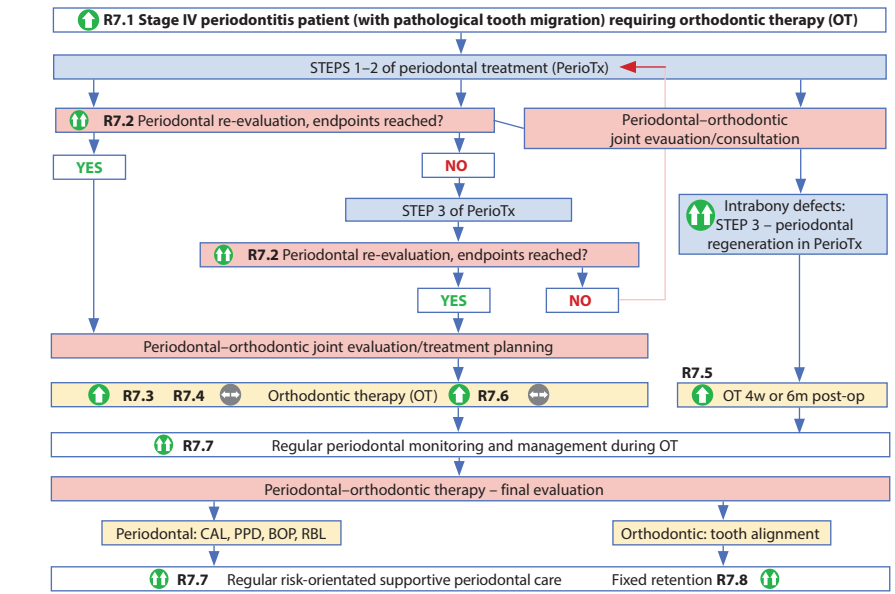 R7.1 Stage IV periodontitis patient (with pathological tooth migration) requiring orthodontic therapy (OT)
STEPS 1–2 of periodontal treatment (PerioTx)
R7.2 Periodontal re-evaluation, endpoints reached?
Periodontal–orthodontic
joint evauation/consultation
YES
NO
STEP 3 of PerioTx
Intrabony defects:
STEP 3 – periodontal
regeneration in PerioTx
R7.2 Periodontal re-evaluation, endpoints reached?
YES
NO
Periodontal–orthodontic joint evaluation/treatment planning
R7.5
R7.3 R7.4 Orthodontic therapy (OT) R7.6
OT 4w or 6m post-op
R7.7 Regular periodontal monitoring and management during OT
Periodontal–orthodontic therapy – final evaluation
Periodontal: CAL, PPD, BOP, RBL
Orthodontic: tooth alignment
R7.7 Regular risk-orientated supportive periodontal care Fixed retention R7.8